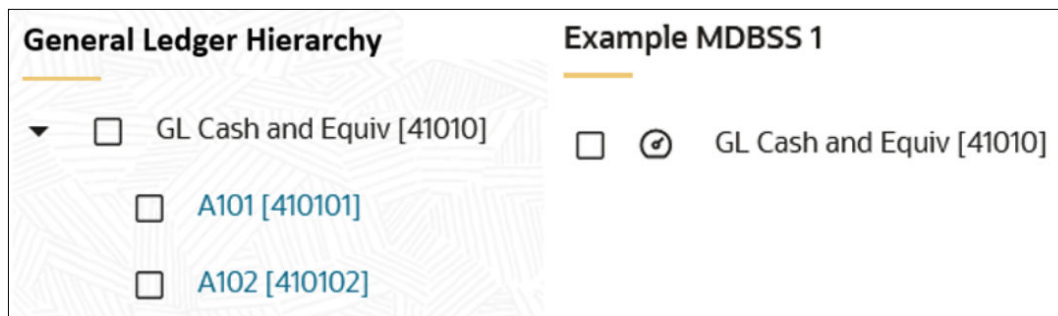 General Ledger Hierarchy
GL Cash and Equiv [41010]
A101 [410101]
A102 [410102]
Example MDBSS 1
GL Cash and Equiv [41010]